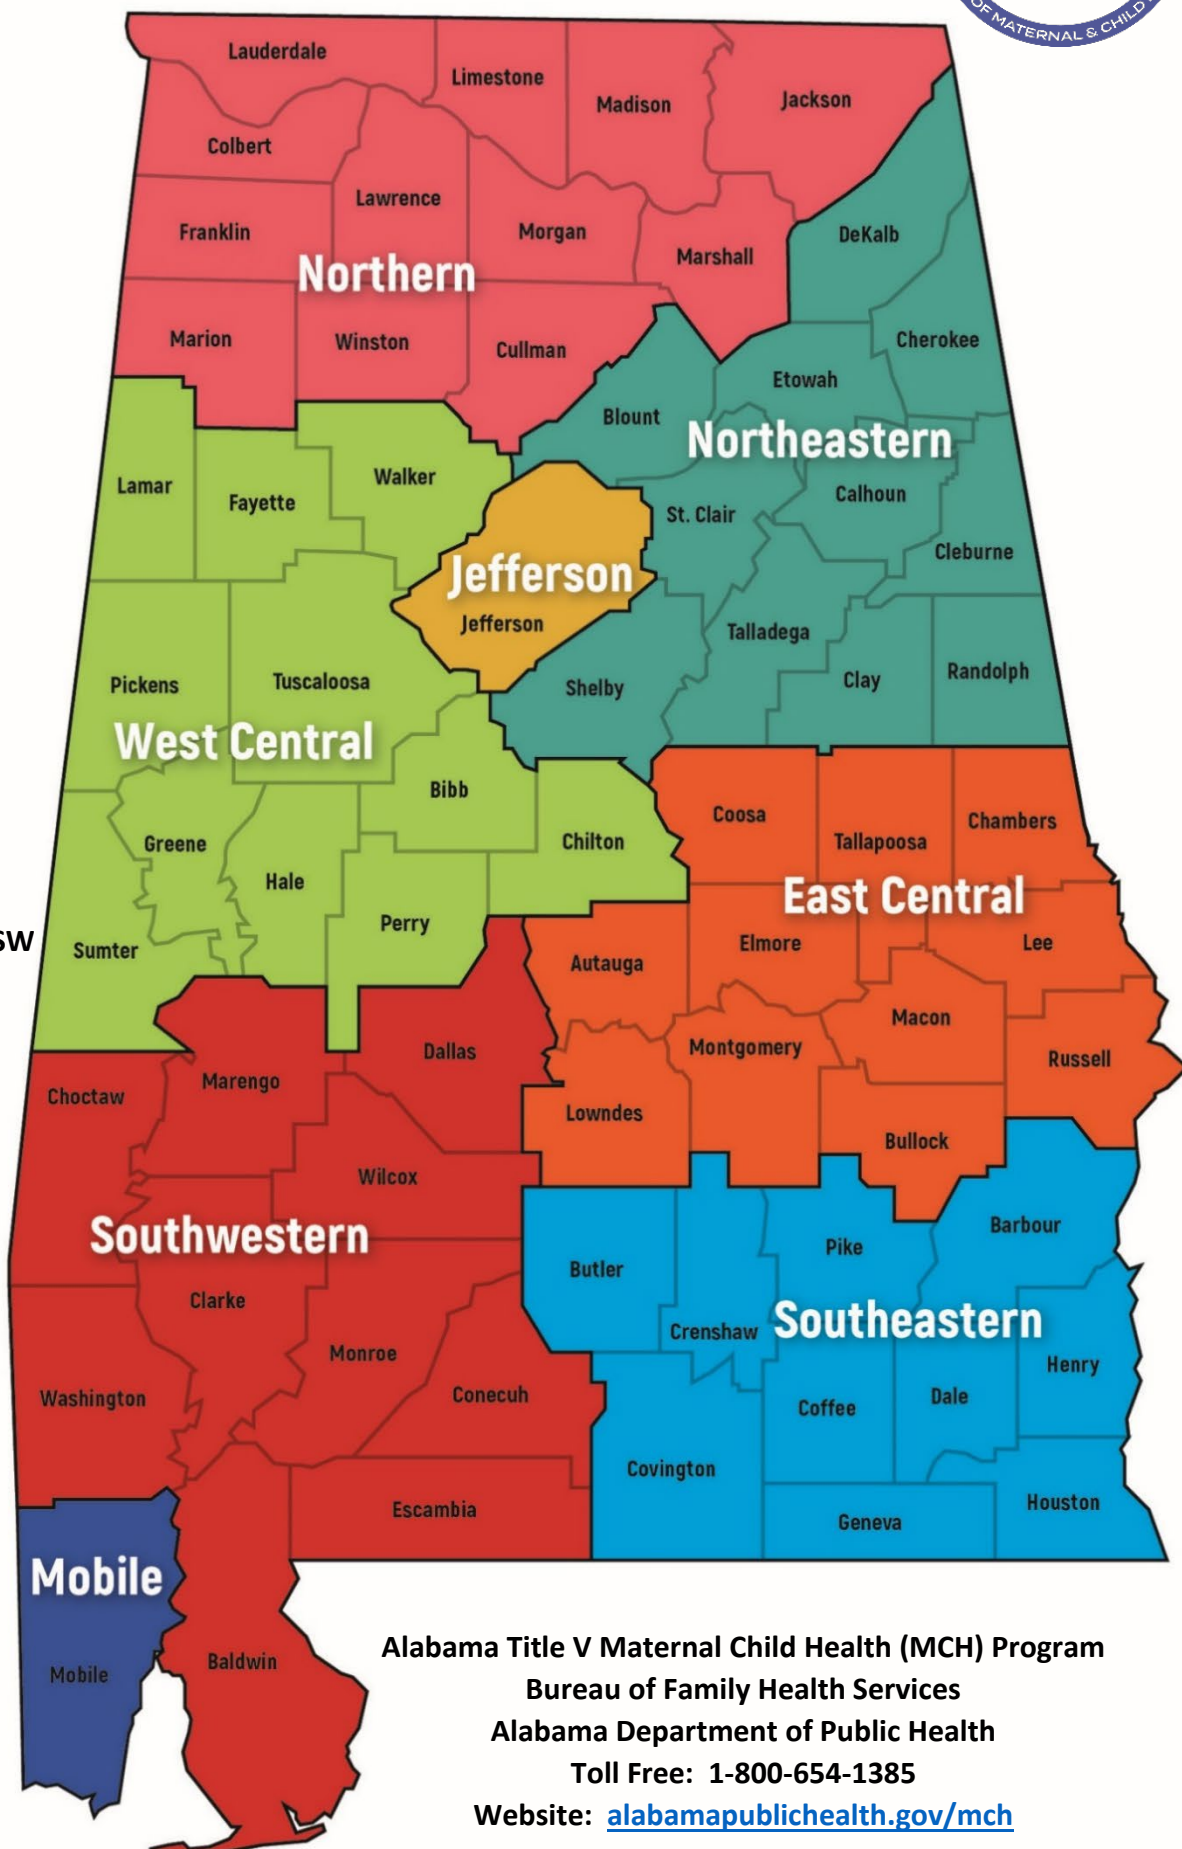 OF MATERNAL & CHILD
Lauderdale
Limestone
Madison
Jackson
Colbert
Lawrence
Franklin
Morgan
Marshall
DeKalb
Northern
Marion
Winston
Cullman
Cherokee
Etowah
Blount
Northeastern
Lamar
Fayette
Walker
St. Clair
Calhoun
Cleburne
Jefferson
Jefferson
Talladega
Pickens
Tuscaloosa
Shelby
Clay
Randolph
West Central
Bibb
Greene
Hale
Chilton
Coosa
Tallapoosa
Chambers
East Central
Perry
SW
Sumter
Autauga
Elmore
Lee
Macon
Montgomery
Russell
Dallas
Choctaw
Marengo
Lowndes
Bullock
Wilcox
Southwestern
Barbour
Pike
Butler
Clarke
Crenshaw
Southeastern
Monroe
Henry
Washington
Conecuh
Coffee
Dale
Covington
Escambia
Geneva
Houston
Mobile
Mobile
Baldwin
Alabama Title V Maternal Child Health (MCH) Program
Bureau of Family Health Services
Alabama Department of Public Health
Toll Free: 1-800-654-1385
Website: alabamapublichealth.gov/mch